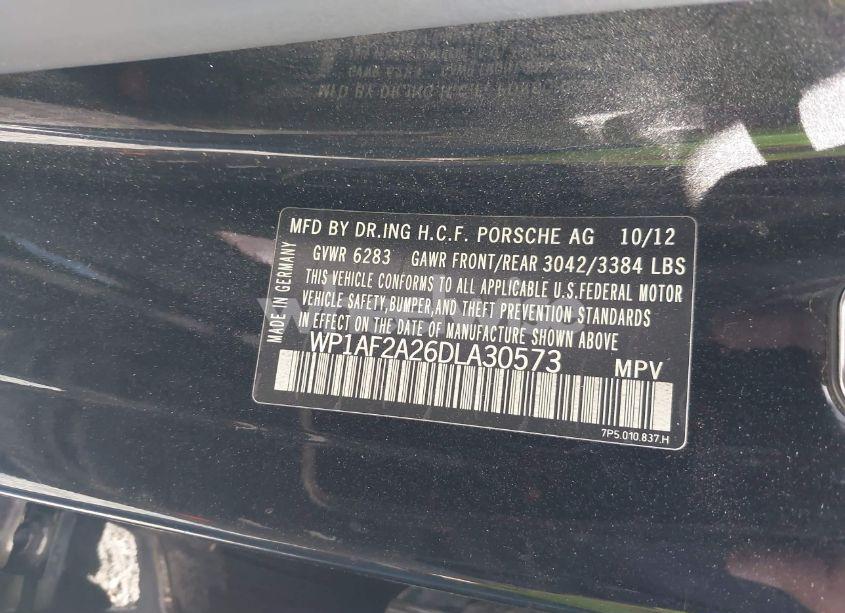 MFD BY DR.ING H.C.F. PORSCHE AG 10/12
GVWR 6283 GAWR FRONT/REAR 3042/3384 LBS
THIS VEHICLE CONFORMS TO ALL APPLICABLE U.S.FEDERAL MOTOR
VEHICLE SAFETY,BUMPER,AND THEFT PREVENTION STANDARDS
IN EFFECT ON THE DATE OF MANUFACTURE SHOWN ABOVE
WP1AF2A26DLA30573 MPV
7P5.010.837.H
MADE IN GERMANY